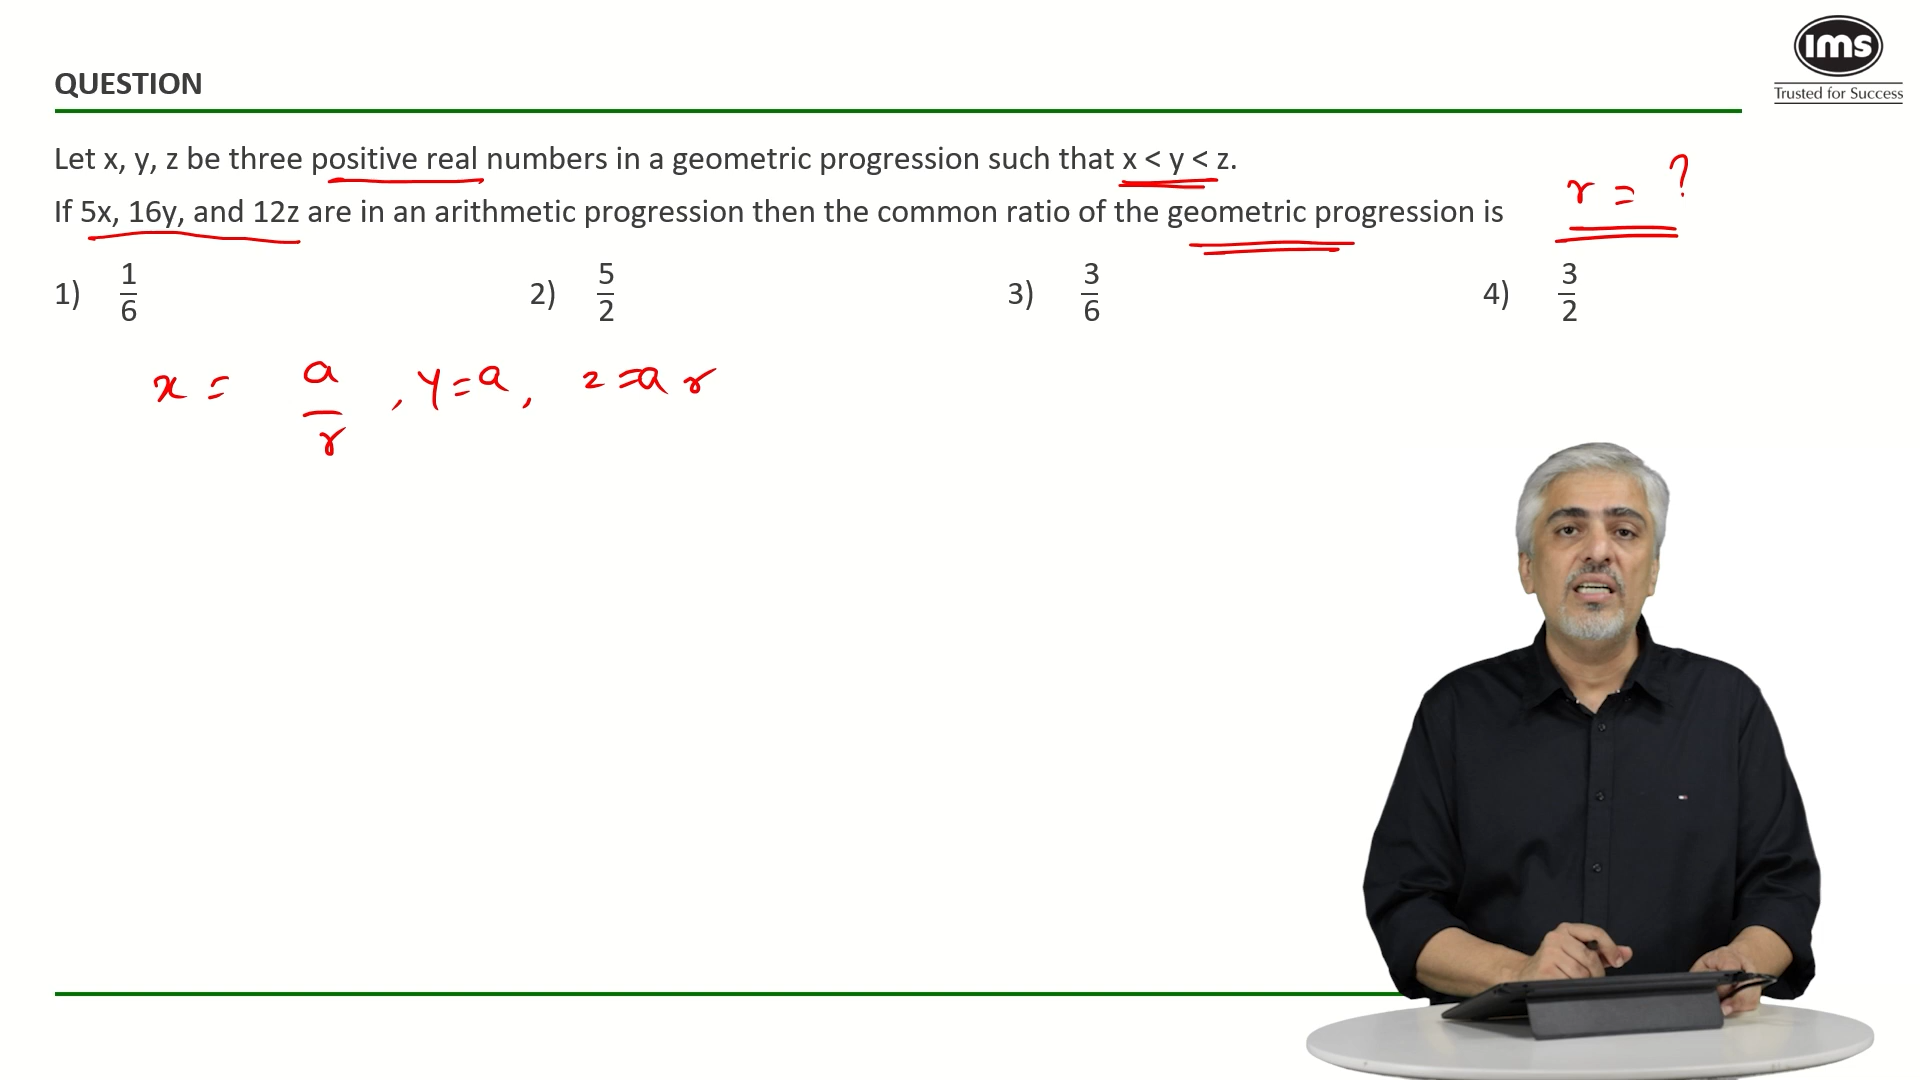 ims
Trusted for Success
QUESTION
Let x, y, z be three positive real numbers in a geometric progression such that x < y < z.
If 5x, 16y, and 12z are in an arithmetic progression then the common ratio of the geometric progression is
r = ?
1) 1/6 2) 5/2 3) 3/6 4) 3/2
x = a/r , y = a, z = a r